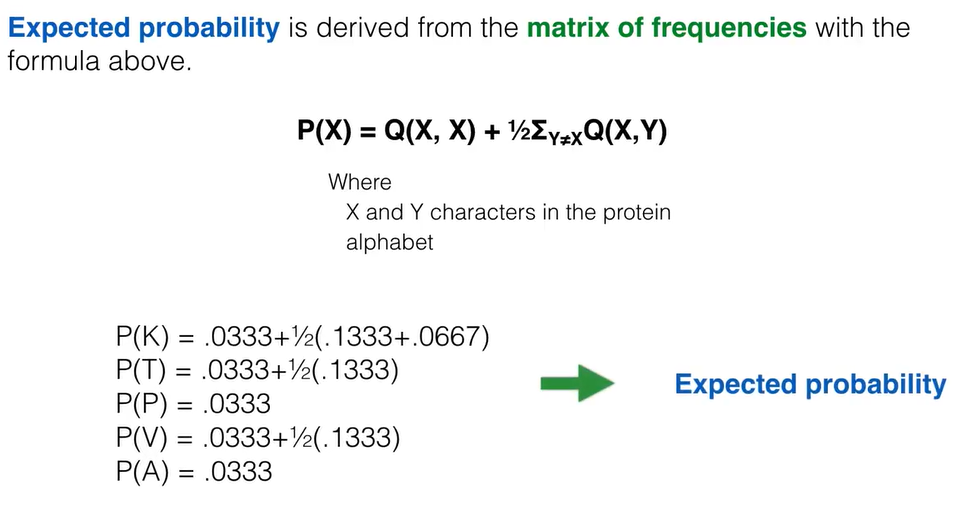 Expected probability is derived from the matrix of frequencies with the
formula above.
P(X) = Q(X, X) + ½ΣY≠XQ(X,Y)
Where
X and Y characters in the protein
alphabet
P(K) = .0333+½(.1333+.0667)
P(T) = .0333+½(.1333)
P(P) = .0333
P(V) = .0333+½(.1333)
P(A) = .0333
Expected probability